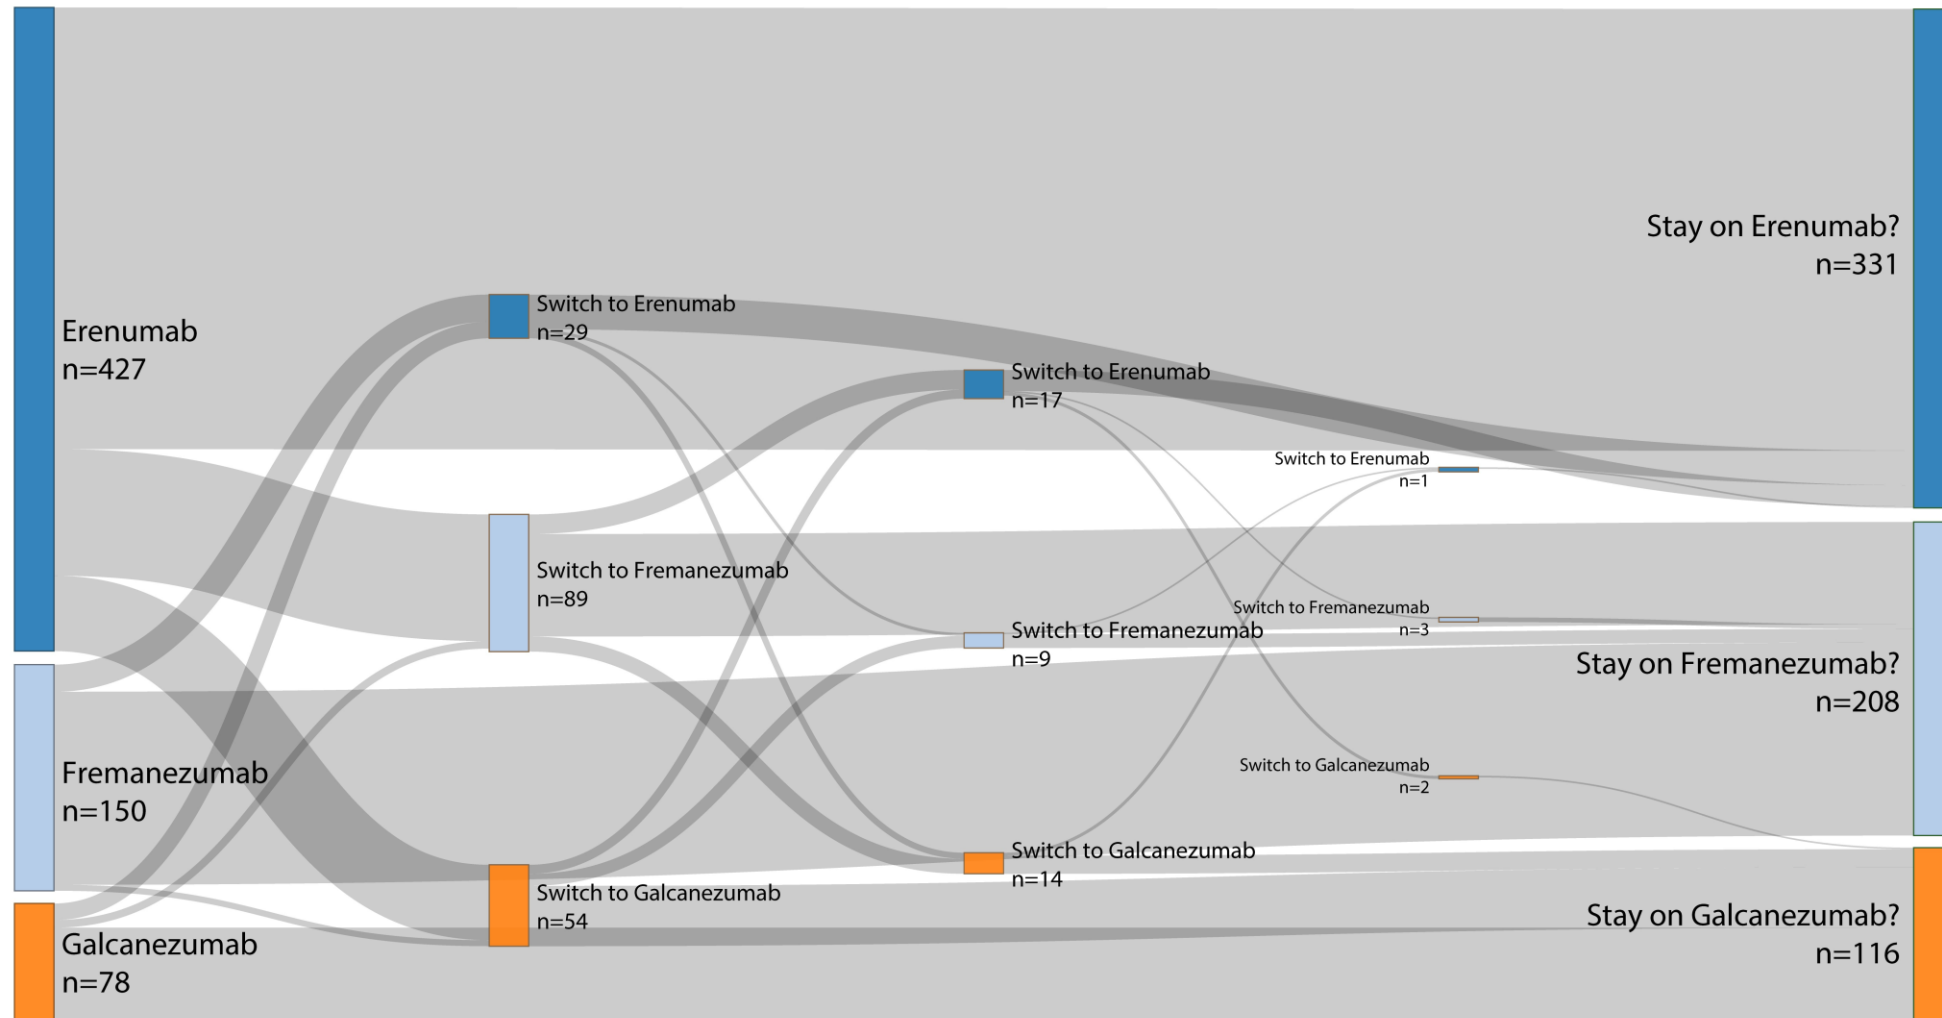 Erenumab
n=427
Fremanezumab
n=150
Galcanezumab
n=78
Switch to Erenumab
n=29
Switch to Fremanezumab
n=89
Switch to Galcanezumab
n=54
Switch to Erenumab
n=17
Switch to Fremanezumab
n=9
Switch to Galcanezumab
n=14
Switch to Erenumab
n=1
Switch to Fremanezumab
n=3
Switch to Galcanezumab
n=2
Stay on Erenumab?
n=331
Stay on Fremanezumab?
n=208
Stay on Galcanezumab?
n=116